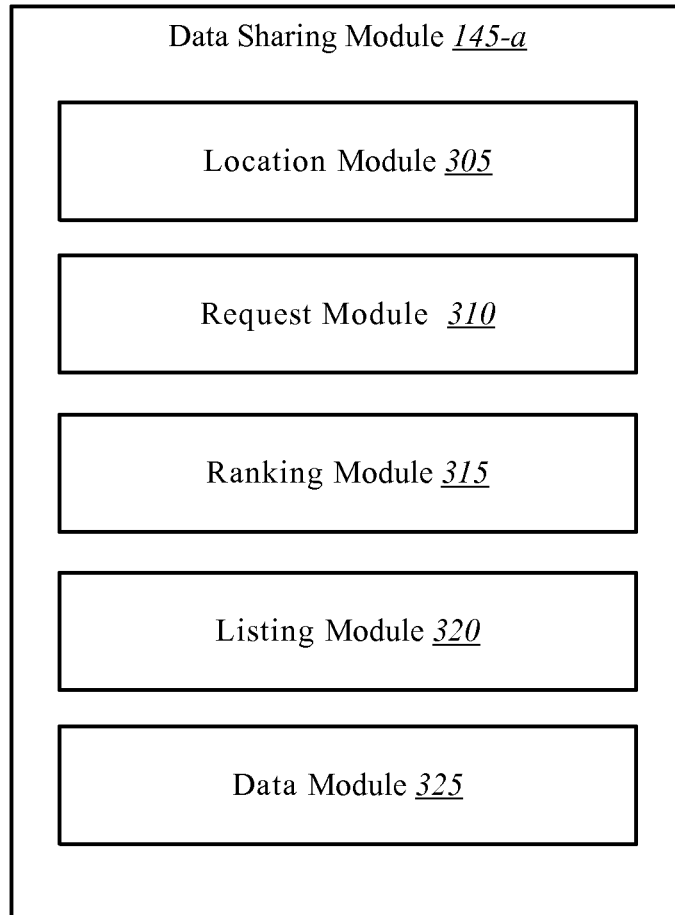 Data Sharing Module 145-a
Location Module 305
Request Module 310
Ranking Module 315
Listing Module 320
Data Module 325